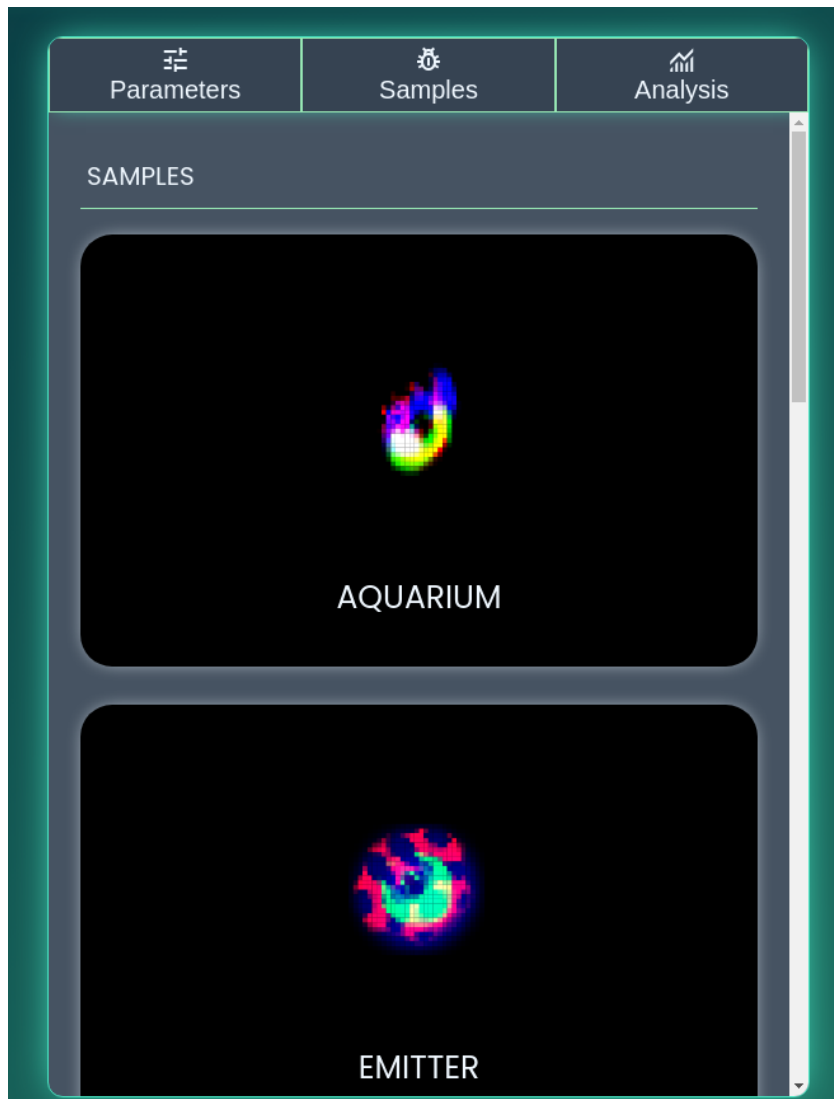 Parameters
Samples
Analysis
SAMPLES
AQUARIUM
EMITTER